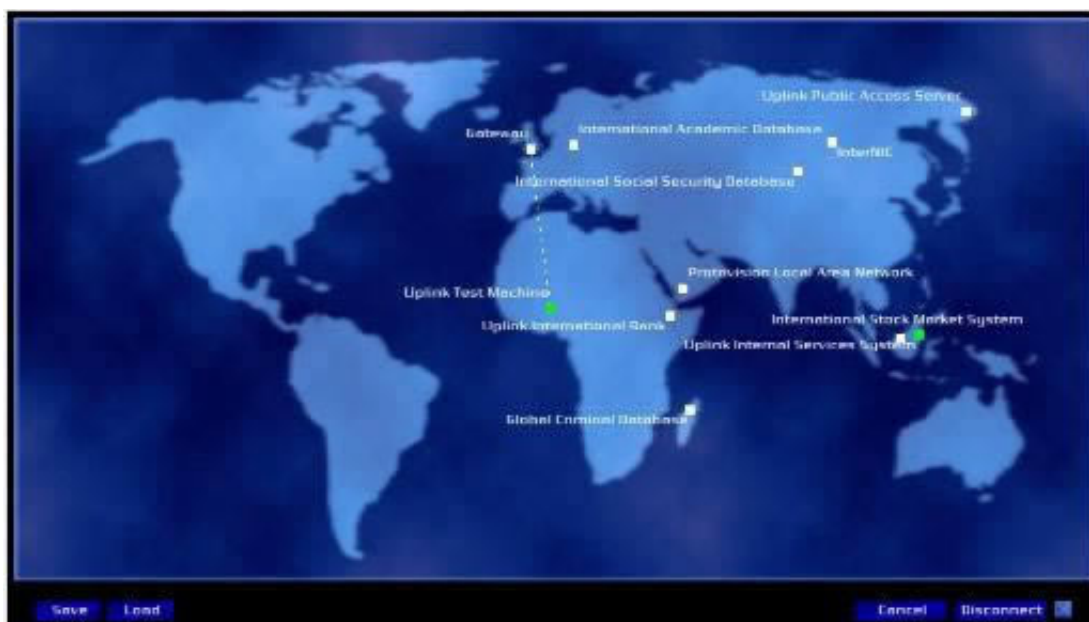 Uplink Public Access Server
Gateway
International Academic Database
InterNIC
International Social Security Database
Protovision Local Area Network
Uplink Test Machine
Uplink International Bank
International Stock Market System
Uplink Internal Services System
Global Criminal Database
Save
Load
Cancel
Disconnect